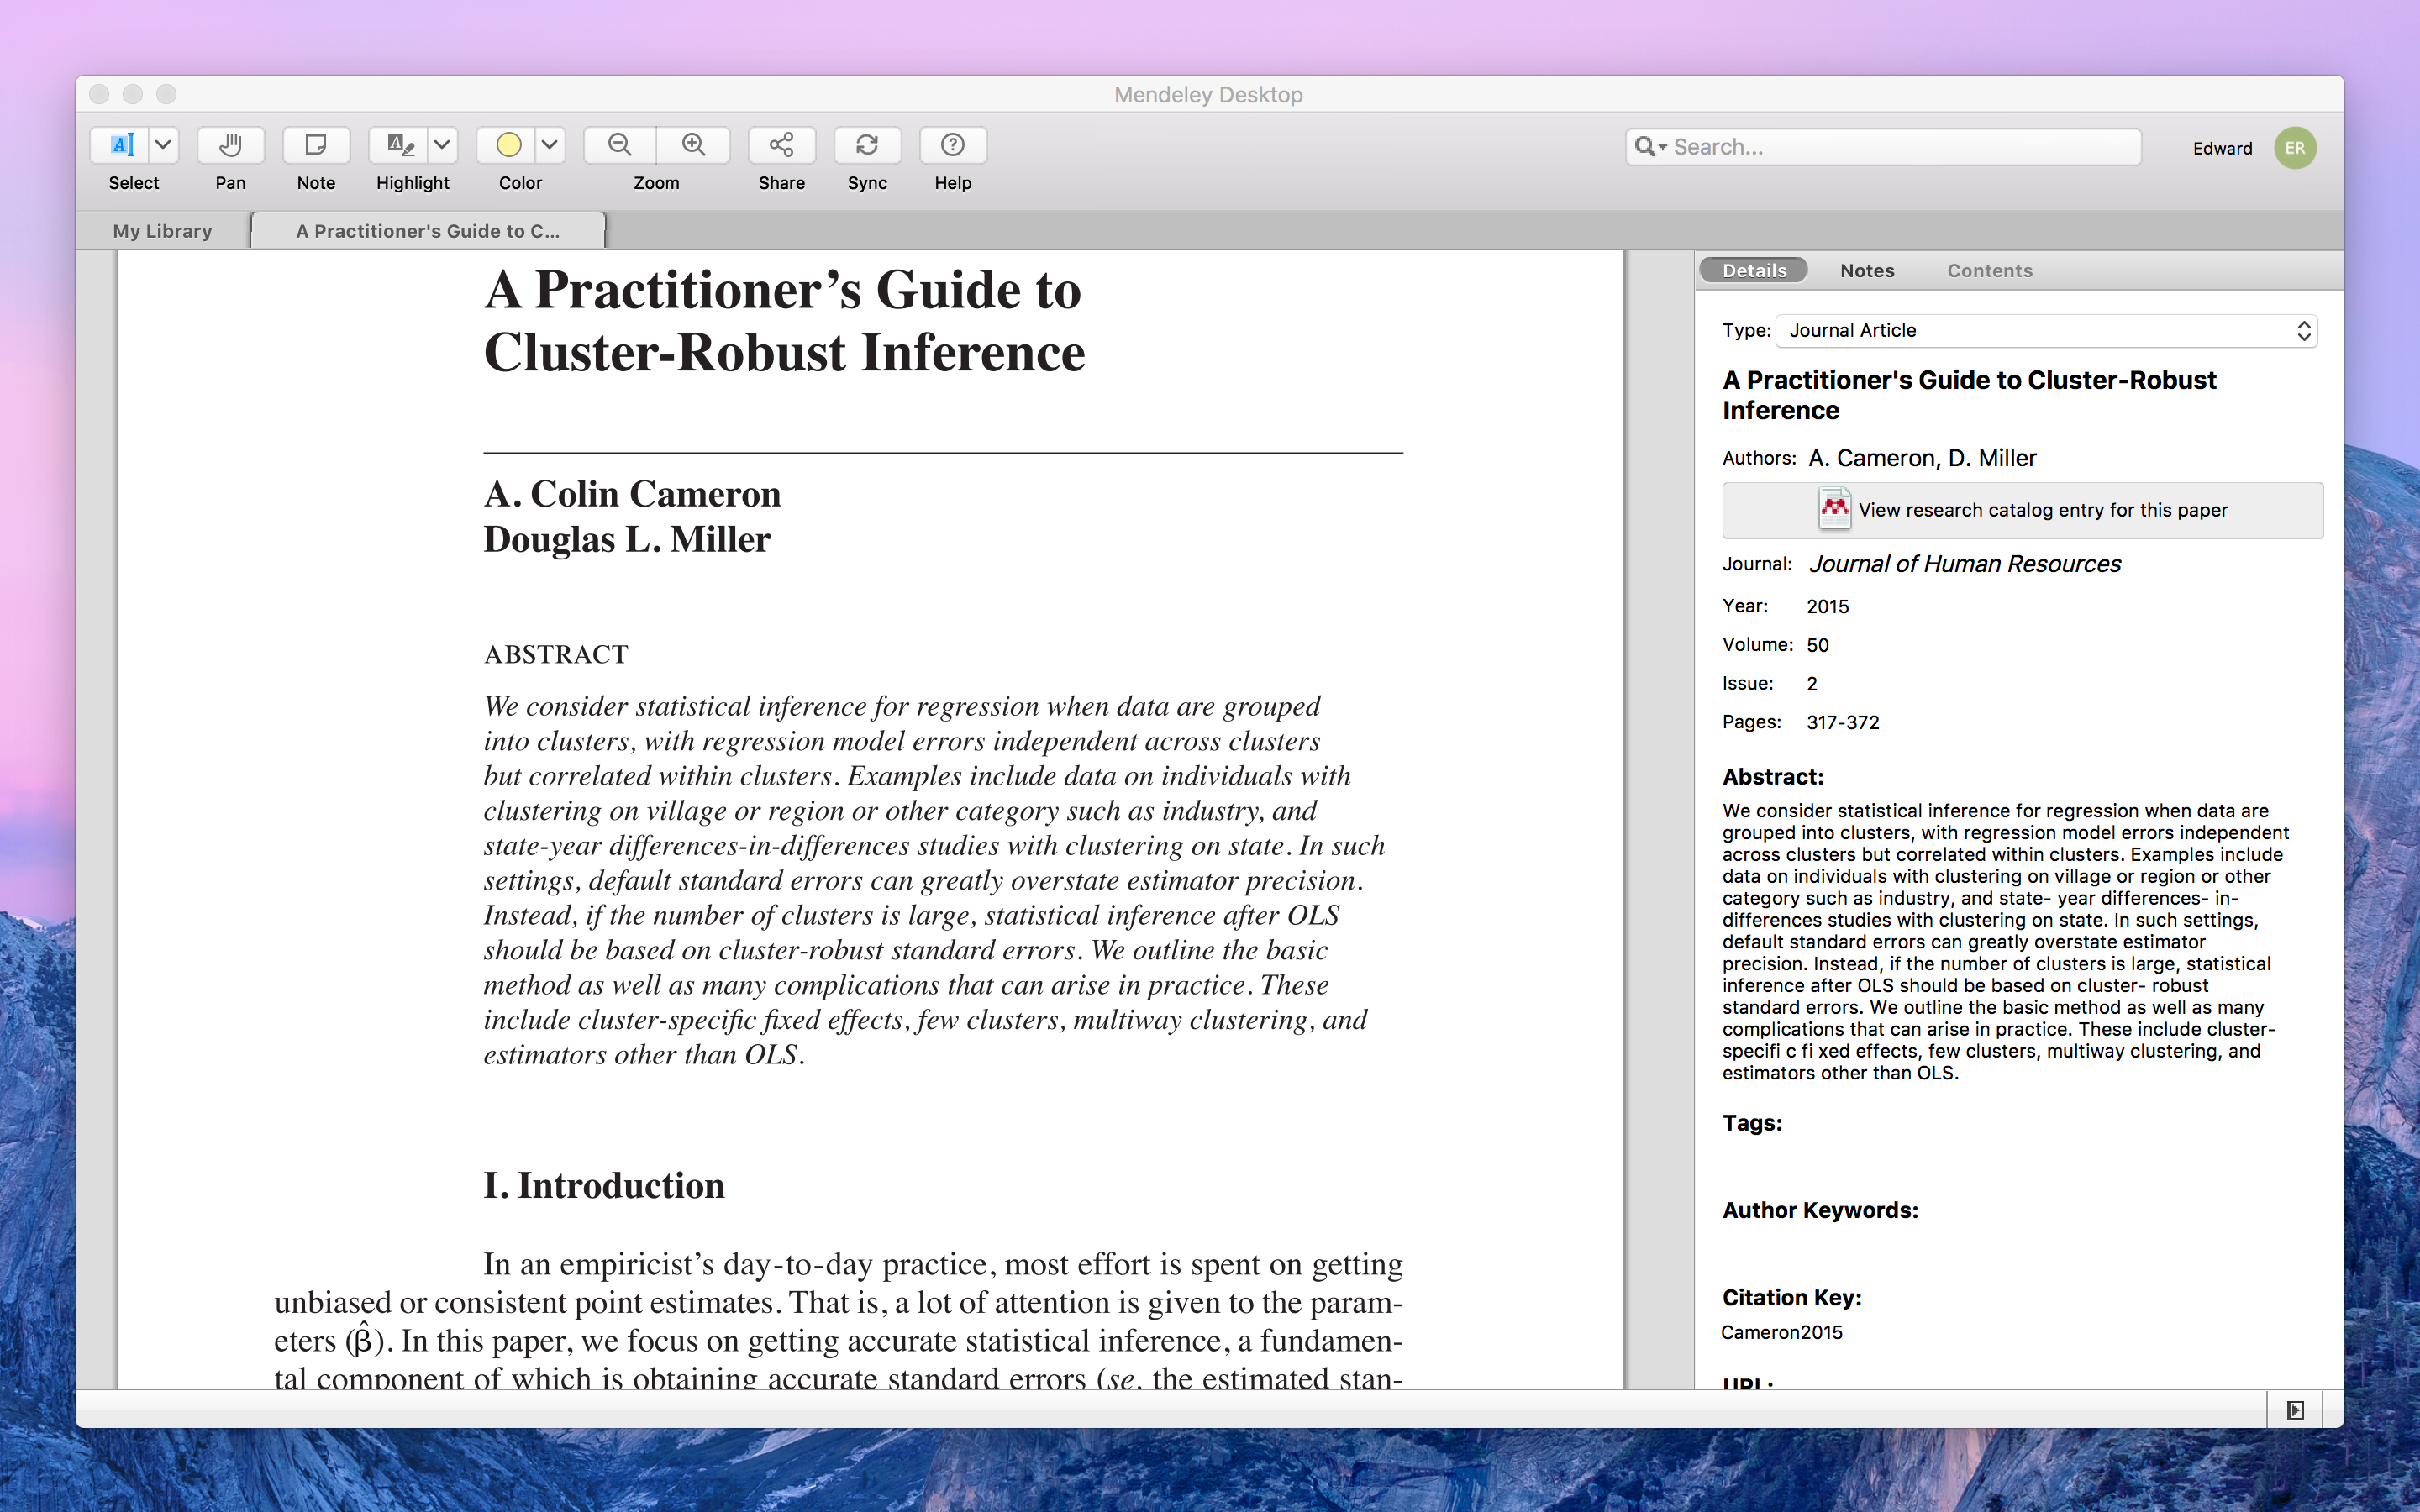 Mendeley Desktop
Select
Pan
Note
Highlight
Color
Zoom
Share
Sync
Help
Search...
Edward
ER
My Library
A Practitioner's Guide to C...
A Practitioner’s Guide to
Cluster-Robust Inference
A. Colin Cameron
Douglas L. Miller
ABSTRACT
We consider statistical inference for regression when data are grouped
into clusters, with regression model errors independent across clusters
but correlated within clusters. Examples include data on individuals with
clustering on village or region or other category such as industry, and
state-year differences-in-differences studies with clustering on state. In such
settings, default standard errors can greatly overstate estimator precision.
Instead, if the number of clusters is large, statistical inference after OLS
should be based on cluster-robust standard errors. We outline the basic
method as well as many complications that can arise in practice. These
include cluster-specific fixed effects, few clusters, multiway clustering, and
estimators other than OLS.
I. Introduction
In an empiricist’s day-to-day practice, most effort is spent on getting
unbiased or consistent point estimates. That is, a lot of attention is given to the param-
eters (β̂). In this paper, we focus on getting accurate statistical inference, a fundamen-
tal component of which is obtaining accurate standard errors (se, the estimated stan-
Details
Notes
Contents
Type: Journal Article
A Practitioner's Guide to Cluster-Robust
Inference
Authors: A. Cameron, D. Miller
View research catalog entry for this paper
Journal: Journal of Human Resources
Year: 2015
Volume: 50
Issue: 2
Pages: 317-372
Abstract:
We consider statistical inference for regression when data are
grouped into clusters, with regression model errors independent
across clusters but correlated within clusters. Examples include
data on individuals with clustering on village or region or other
category such as industry, and state- year differences- in-
differences studies with clustering on state. In such settings,
default standard errors can greatly overstate estimator
precision. Instead, if the number of clusters is large, statistical
inference after OLS should be based on cluster- robust
standard errors. We outline the basic method as well as many
complications that can arise in practice. These include cluster-
specifi c fi xed effects, few clusters, multiway clustering, and
estimators other than OLS.
Tags:
Author Keywords:
Citation Key:
Cameron2015
URL: